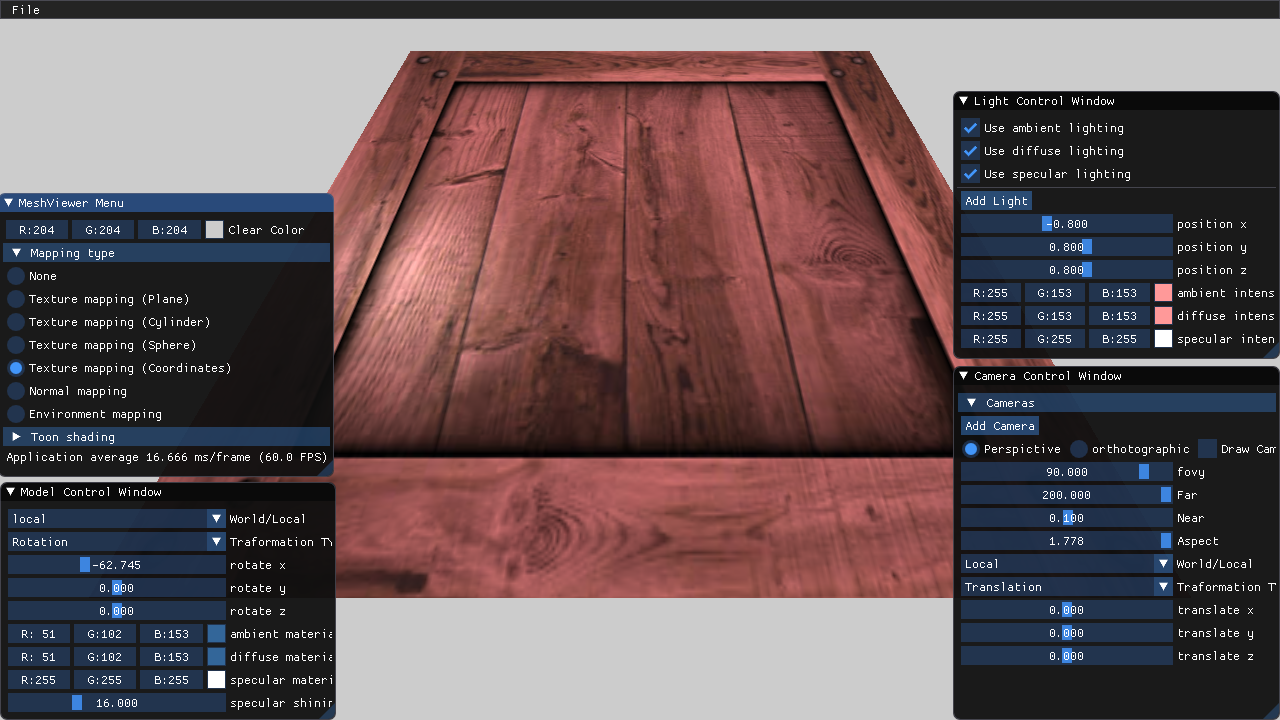 File
MeshViewer Menu
R:204 G:204 B:204 Clear Color
Mapping type
None
Texture mapping (Plane)
Texture mapping (Cylinder)
Texture mapping (Sphere)
Texture mapping (Coordinates)
Normal mapping
Environment mapping
Toon shading
Application average 16.666 ms/frame (60.0 FPS)
Model Control Window
local World/Local
Rotation Traformation Ty
-62.745 rotate x
0.000 rotate y
0.000 rotate z
R: 51 G:102 B:153 ambient materia
R: 51 G:102 B:153 diffuse materia
R:255 G:255 B:255 specular materi
16.000 specular shinin
Light Control Window
Use ambient lighting
Use diffuse lighting
Use specular lighting
Add Light
-0.800 position x
0.800 position y
0.800 position z
R:255 G:153 B:153 ambient intens
R:255 G:153 B:153 diffuse intens
R:255 G:255 B:255 specular inten
Camera Control Window
Cameras
Add Camera
Perspictive orthotographic Draw Cam
90.000 fovy
200.000 Far
0.100 Near
1.778 Aspect
Local World/Local
Translation Traformation T
0.000 translate x
0.000 translate y
0.000 translate z